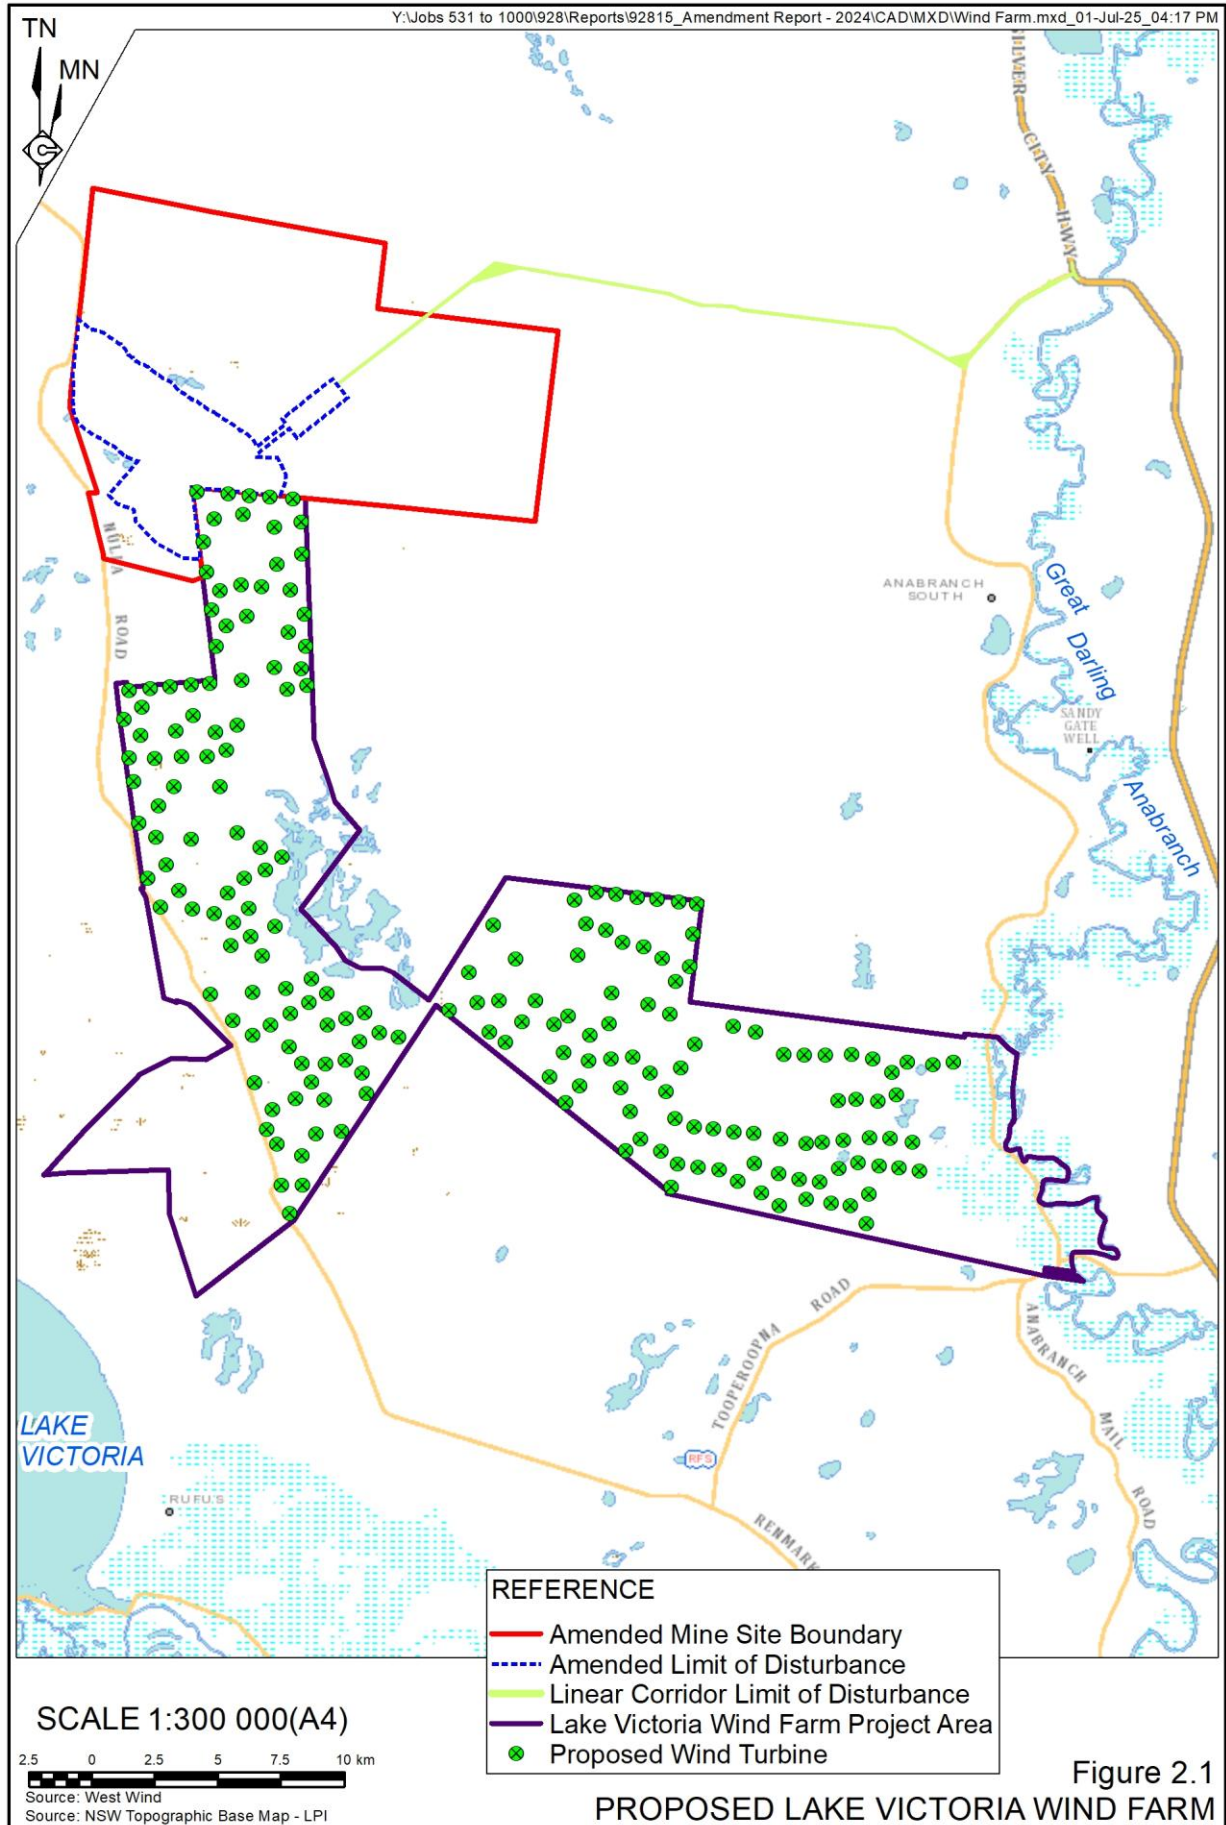 Y:\Jobs 531 to 1000\928\Reports\92815_Amendment Report - 2024\CAD\MXD\Wind Farm.mxd_01-Jul-25_04:17 PM
TN
MN
SILVER
CITY
HWY
NULLA
ROAD
ANABRANCH
SOUTH
Great
Darling
Anabranch
SANDY
GATE
WELL
TOOPEROOPNA
ROAD
ANABRANCH
MAIL
ROAD
RFS
RENMARK
LAKE
VICTORIA
RUFUS
REFERENCE
Amended Mine Site Boundary
Amended Limit of Disturbance
Linear Corridor Limit of Disturbance
Lake Victoria Wind Farm Project Area
Proposed Wind Turbine
SCALE 1:300 000(A4)
2.5 0 2.5 5 7.5 10 km
Source: West Wind
Source: NSW Topographic Base Map - LPI
Figure 2.1
PROPOSED LAKE VICTORIA WIND FARM